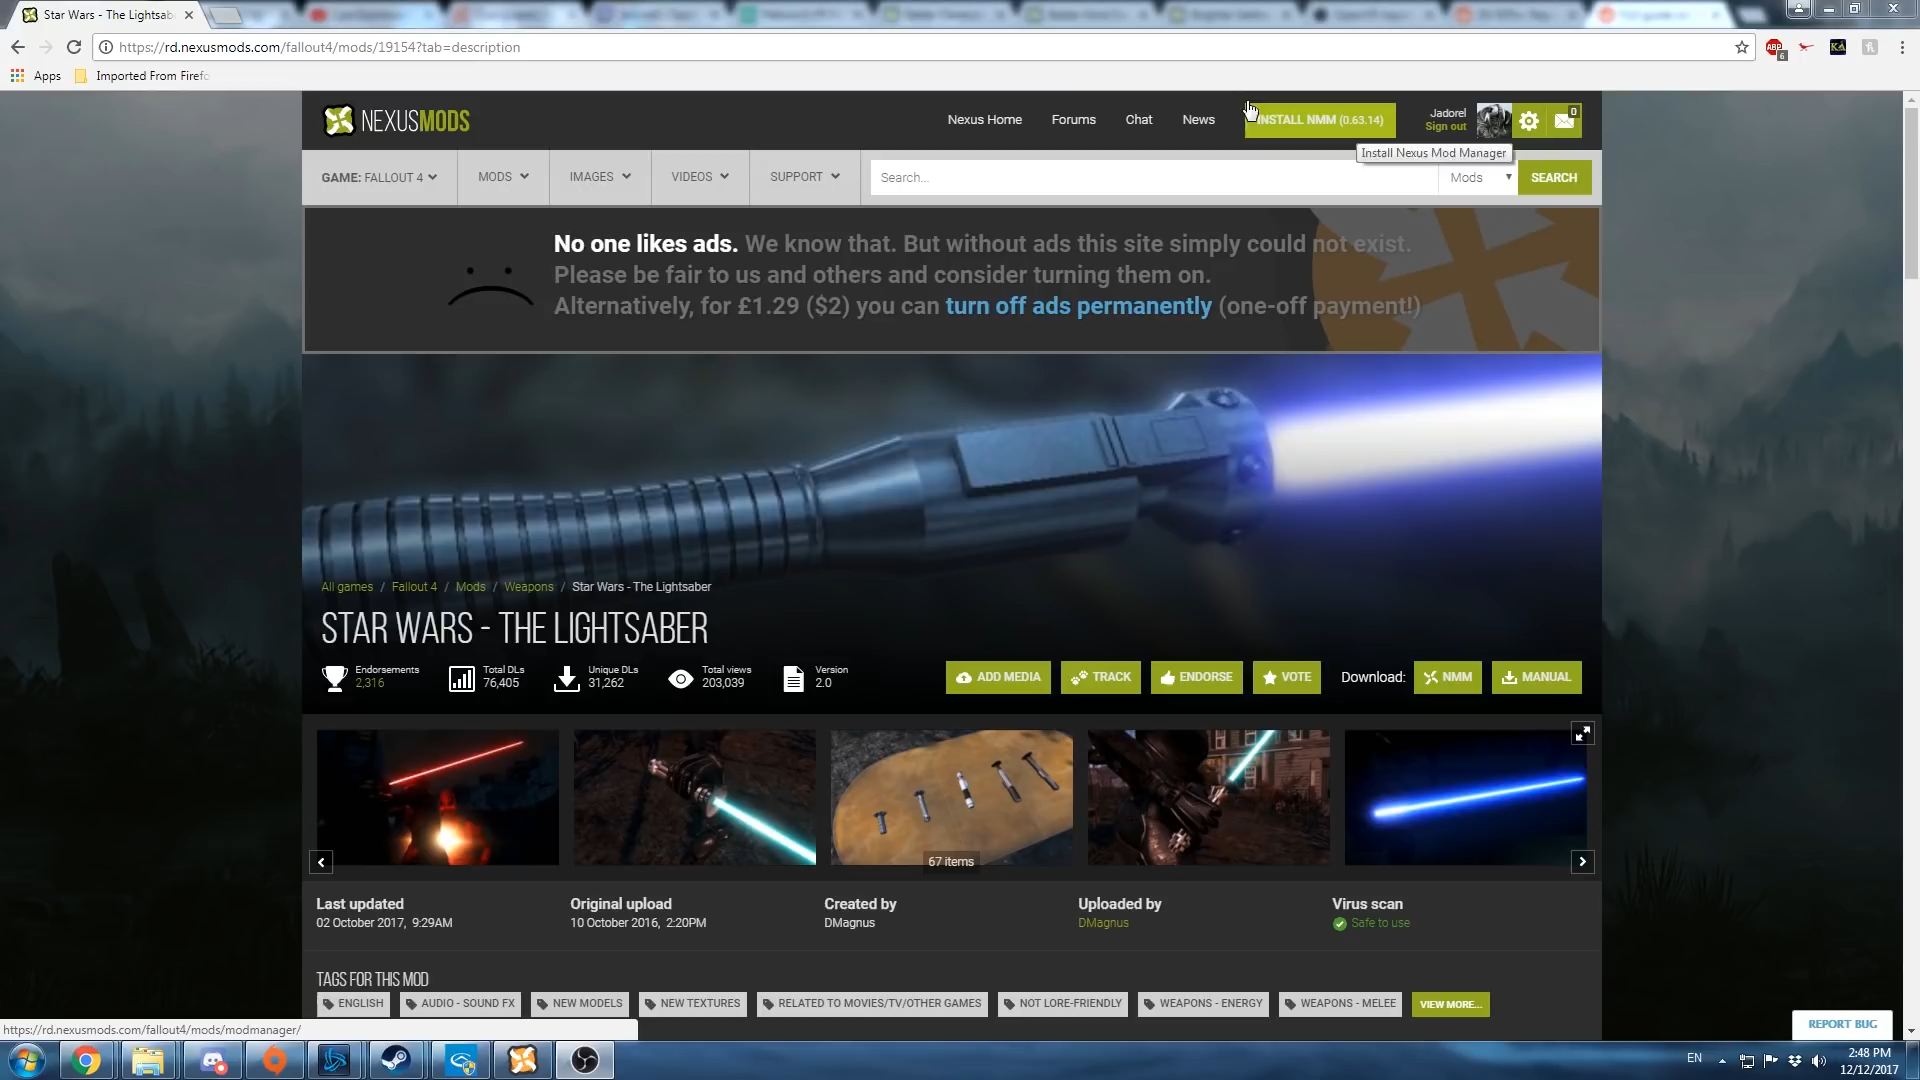 Star Wars - The Lightsab
https://rd.nexusmods.com/fallout4/mods/19154?tab=description
ABP
6
KA
Apps
Imported From Firefo
NEXUSMODS
Nexus Home
Forums
Chat
News
INSTALL NMM (0.63.14)
Jadorel
Sign out
0
Install Nexus Mod Manager
GAME: FALLOUT 4
MODS
IMAGES
VIDEOS
SUPPORT
Search...
Mods
SEARCH
No one likes ads. We know that. But without ads this site simply could not exist.
Please be fair to us and others and consider turning them on.
Alternatively, for £1.29 ($2) you can turn off ads permanently (one-off payment!)
All games / Fallout 4 / Mods / Weapons / Star Wars - The Lightsaber
STAR WARS - THE LIGHTSABER
Endorsements
2,316
Total DLs
76,405
Unique DLs
31,262
Total views
203,039
Version
2.0
ADD MEDIA
TRACK
ENDORSE
VOTE
Download:
NMM
MANUAL
67 items
Last updated
02 October 2017, 9:29AM
Original upload
10 October 2016, 2:20PM
Created by
DMagnus
Uploaded by
DMagnus
Virus scan
Safe to use
TAGS FOR THIS MOD
ENGLISH
AUDIO - SOUND FX
NEW MODELS
NEW TEXTURES
RELATED TO MOVIES/TV/OTHER GAMES
NOT LORE-FRIENDLY
WEAPONS - ENERGY
WEAPONS - MELEE
VIEW MORE...
https://rd.nexusmods.com/fallout4/mods/modmanager/
REPORT BUG
EN
2:48 PM
12/12/2017